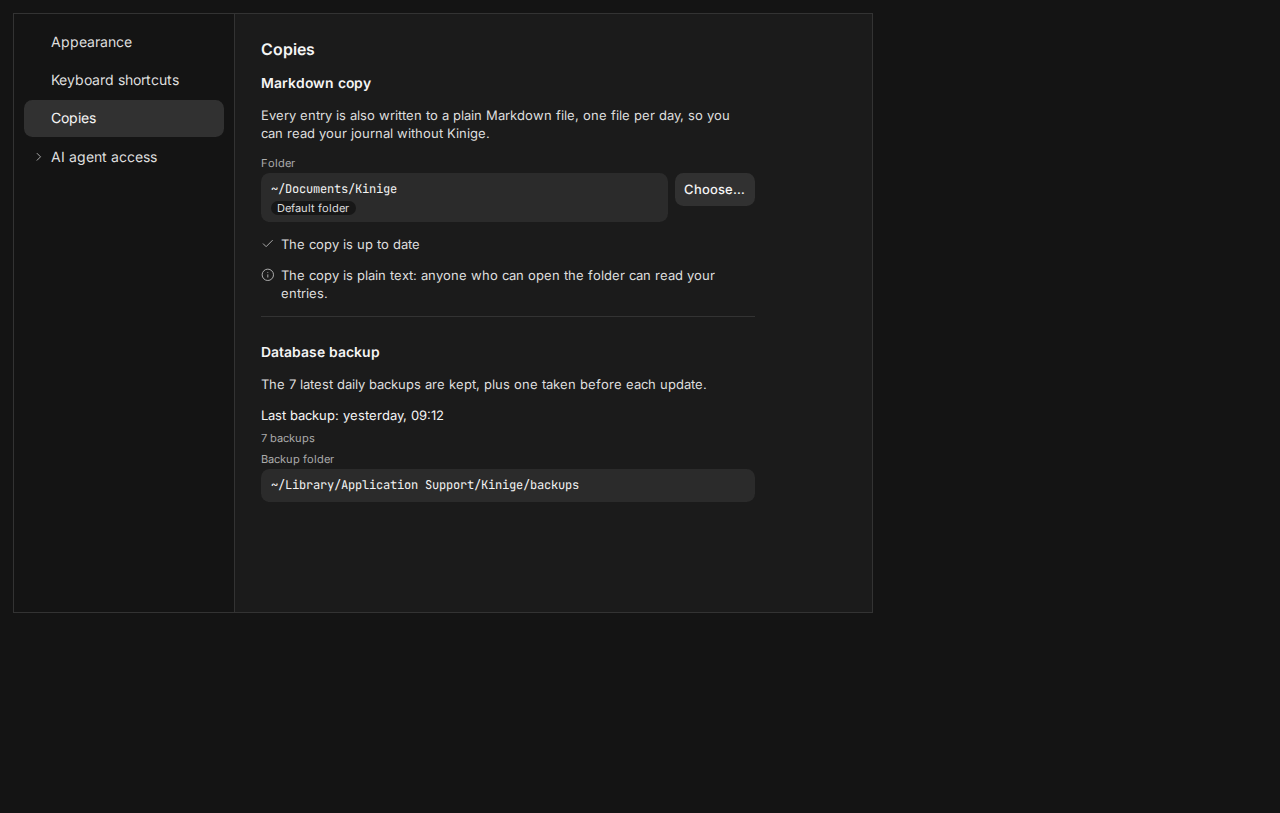 Appearance
Keyboard shortcuts
Copies
AI agent access
Copies
Markdown copy
Every entry is also written to a plain Markdown file, one file per day, so you
can read your journal without Kinige.
Folder
~/Documents/Kinige
Default folder
Choose...
The copy is up to date
The copy is plain text: anyone who can open the folder can read your
entries.
Database backup
The 7 latest daily backups are kept, plus one taken before each update.
Last backup: yesterday, 09:12
7 backups
Backup folder
~/Library/Application Support/Kinige/backups